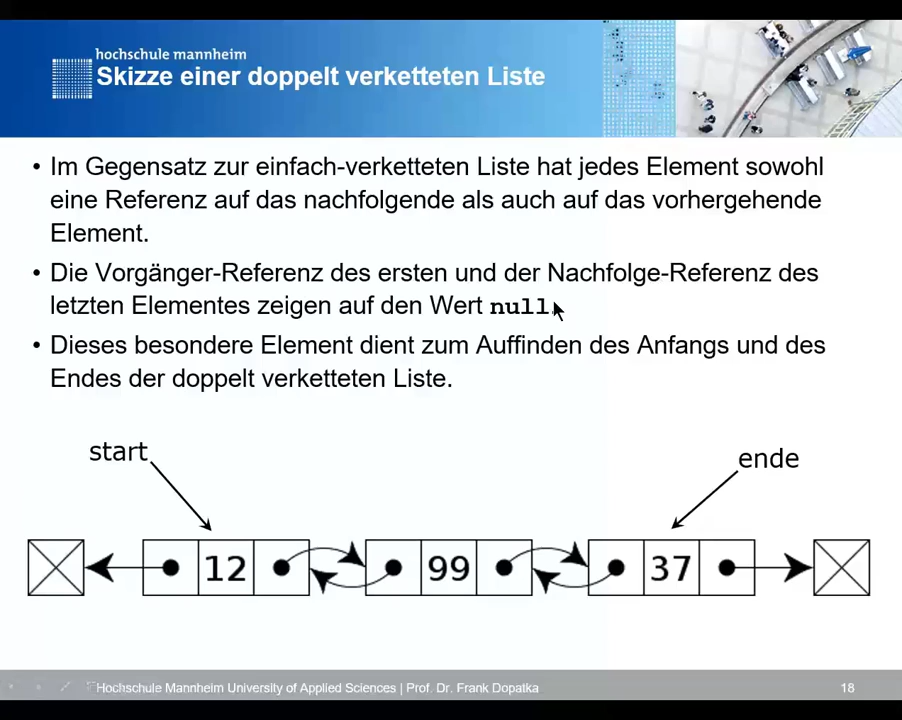 hochschule mannheim
Skizze einer doppelt verketteten Liste
• Im Gegensatz zur einfach-verketteten Liste hat jedes Element sowohl
eine Referenz auf das nachfolgende als auch auf das vorhergehende
Element.
• Die Vorgänger-Referenz des ersten und der Nachfolge-Referenz des
letzten Elementes zeigen auf den Wert null.
• Dieses besondere Element dient zum Auffinden des Anfangs und des
Endes der doppelt verketteten Liste.
start
ende
12 99 37
Hochschule Mannheim University of Applied Sciences | Prof. Dr. Frank Dopatka 18